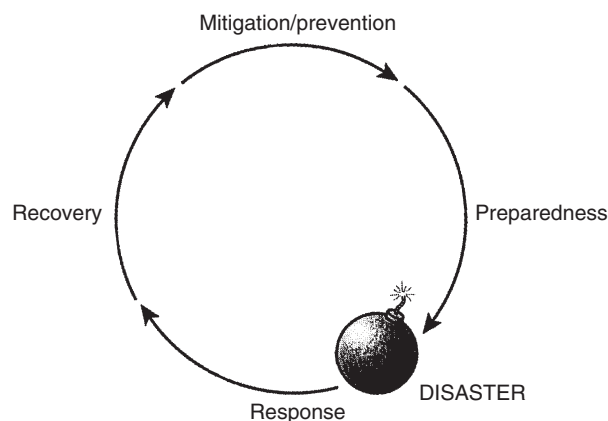 Mitigation/prevention
Recovery
Preparedness
DISASTER
Response